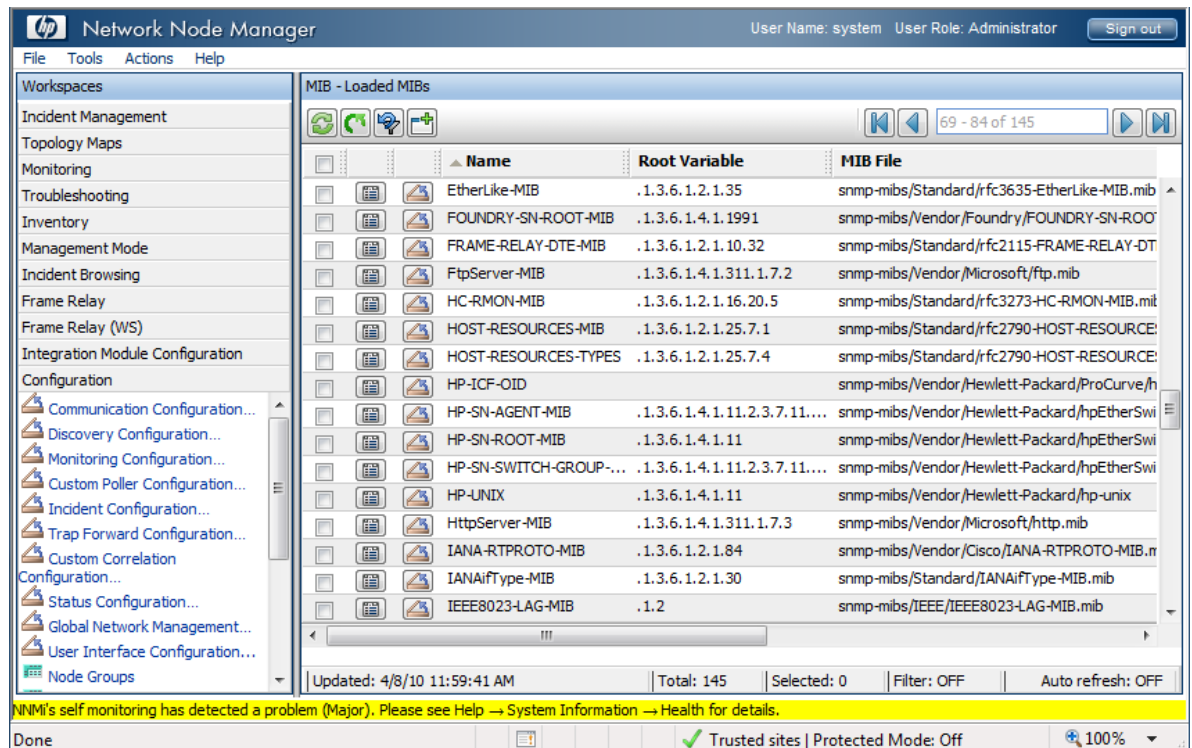 hp Network Node Manager User Name: system User Role: Administrator Sign out
File Tools Actions Help
Workspaces
Incident Management
Topology Maps
Monitoring
Troubleshooting
Inventory
Management Mode
Incident Browsing
Frame Relay
Frame Relay (WS)
Integration Module Configuration
Configuration
Communication Configuration...
Discovery Configuration...
Monitoring Configuration...
Custom Poller Configuration...
Incident Configuration...
Trap Forward Configuration...
Custom Correlation
Configuration...
Status Configuration...
Global Network Management...
User Interface Configuration...
Node Groups
MIB - Loaded MIBs
69 - 84 of 145
Name Root Variable MIB File
EtherLike-MIB .1.3.6.1.2.1.35 snmp-mibs/Standard/rfc3635-EtherLike-MIB.mib
FOUNDRY-SN-ROOT-MIB .1.3.6.1.4.1.1991 snmp-mibs/Vendor/Foundry/FOUNDRY-SN-ROOT
FRAME-RELAY-DTE-MIB .1.3.6.1.2.1.10.32 snmp-mibs/Standard/rfc2115-FRAME-RELAY-DT
FtpServer-MIB .1.3.6.1.4.1.311.1.7.2 snmp-mibs/Vendor/Microsoft/ftp.mib
HC-RMON-MIB .1.3.6.1.2.1.16.20.5 snmp-mibs/Standard/rfc3273-HC-RMON-MIB.mib
HOST-RESOURCES-MIB .1.3.6.1.2.1.25.7.1 snmp-mibs/Standard/rfc2790-HOST-RESOURCES
HOST-RESOURCES-TYPES .1.3.6.1.2.1.25.7.4 snmp-mibs/Standard/rfc2790-HOST-RESOURCES
HP-ICF-OID snmp-mibs/Vendor/Hewlett-Packard/ProCurve/h
HP-SN-AGENT-MIB .1.3.6.1.4.1.11.2.3.7.11.... snmp-mibs/Vendor/Hewlett-Packard/hpEtherSwi
HP-SN-ROOT-MIB .1.3.6.1.4.1.11 snmp-mibs/Vendor/Hewlett-Packard/hpEtherSwi
HP-SN-SWITCH-GROUP-... .1.3.6.1.4.1.11.2.3.7.11.... snmp-mibs/Vendor/Hewlett-Packard/hpEtherSwi
HP-UNIX .1.3.6.1.4.1.11 snmp-mibs/Vendor/Hewlett-Packard/hp-unix
HttpServer-MIB .1.3.6.1.4.1.311.1.7.3 snmp-mibs/Vendor/Microsoft/http.mib
IANA-RTPROTO-MIB .1.3.6.1.2.1.84 snmp-mibs/Vendor/Cisco/IANA-RTPROTO-MIB.m
IANAifType-MIB .1.3.6.1.2.1.30 snmp-mibs/Standard/IANAifType-MIB.mib
IEEE8023-LAG-MIB .1.2 snmp-mibs/IEEE/IEEE8023-LAG-MIB.mib
Updated: 4/8/10 11:59:41 AM Total: 145 Selected: 0 Filter: OFF Auto refresh: OFF
NNMi's self monitoring has detected a problem (Major). Please see Help → System Information → Health for details.
Done Trusted sites | Protected Mode: Off 100%